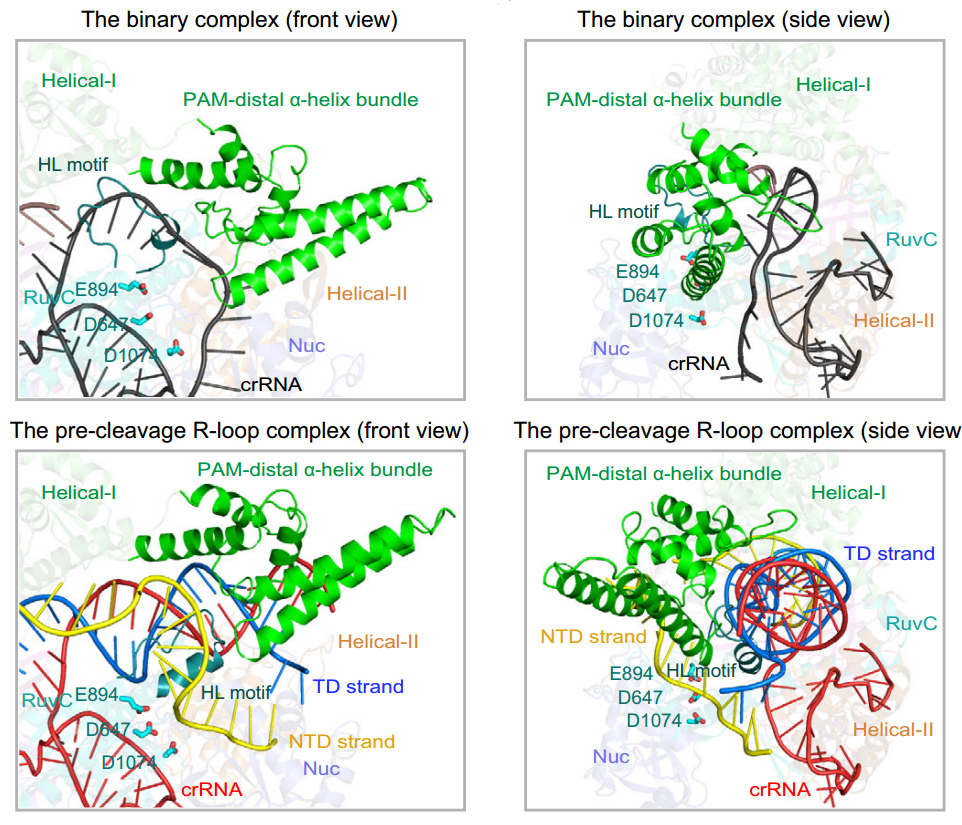 The binary complex (front view)
Helical-I
PAM-distal α-helix bundle
HL motif
E894
RuvC
D647
D1074
Helical-II
Nuc
crRNA
The binary complex (side view)
Helical-I
PAM-distal α-helix bundle
HL motif
RuvC
E894
D647
D1074
Helical-II
Nuc
crRNA
The pre-cleavage R-loop complex (front view)
PAM-distal α-helix bundle
Helical-I
Helical-II
RuvC
E894
HL motif
TD strand
D647
NTD strand
D1074
Nuc
crRNA
The pre-cleavage R-loop complex (side view
PAM-distal α-helix bundle
Helical-I
TD strand
RuvC
NTD strand
E894
HL motif
D647
D1074
Helical-II
Nuc
crRNA